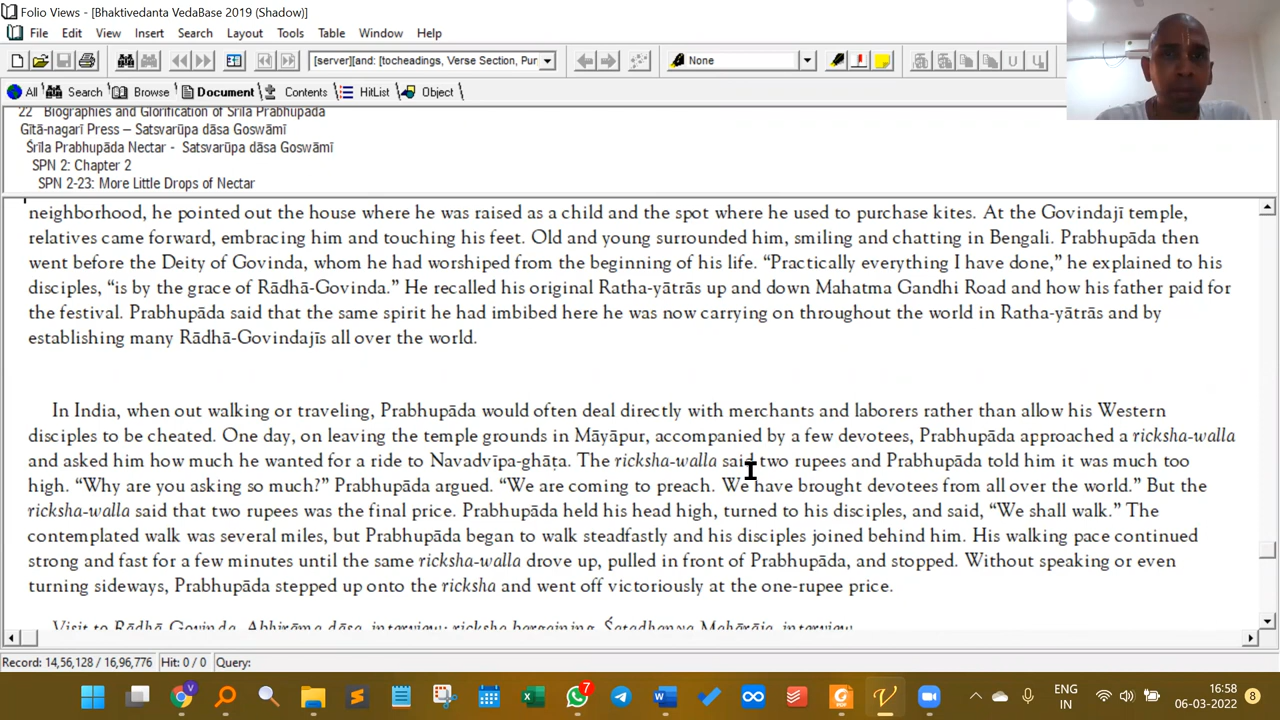 Folio Views - [Bhaktivedanta VedaBase 2019 (Shadow)]
File Edit View Insert Search Layout Tools Table Window Help
[server][and: [tocheadings, Verse Section, Pur
None
All Search Browse Document Contents HitList Object
22 Biographies and Glorification of Śrīla Prabhupāda
Gītā-nagarī Press – Satsvarūpa dāsa Goswāmī
Śrīla Prabhupāda Nectar - Satsvarūpa dāsa Goswāmī
SPN 2: Chapter 2
SPN 2-23: More Little Drops of Nectar
neighborhood, he pointed out the house where he was raised as a child and the spot where he used to purchase kites. At the Govindajī temple,
relatives came forward, embracing him and touching his feet. Old and young surrounded him, smiling and chatting in Bengali. Prabhupāda then
went before the Deity of Govinda, whom he had worshiped from the beginning of his life. “Practically everything I have done,” he explained to his
disciples, “is by the grace of Rādhā-Govinda.” He recalled his original Ratha-yātrās up and down Mahatma Gandhi Road and how his father paid for
the festival. Prabhupāda said that the same spirit he had imbibed here he was now carrying on throughout the world in Ratha-yātrās and by
establishing many Rādhā-Govindajīs all over the world.
In India, when out walking or traveling, Prabhupāda would often deal directly with merchants and laborers rather than allow his Western
disciples to be cheated. One day, on leaving the temple grounds in Māyāpur, accompanied by a few devotees, Prabhupāda approached a ricksha-walla
and asked him how much he wanted for a ride to Navadvīpa-ghāṭa. The ricksha-walla said two rupees and Prabhupāda told him it was much too
high. “Why are you asking so much?” Prabhupāda argued. “We are coming to preach. We have brought devotees from all over the world.” But the
ricksha-walla said that two rupees was the final price. Prabhupāda held his head high, turned to his disciples, and said, “We shall walk.” The
contemplated walk was several miles, but Prabhupāda began to walk steadfastly and his disciples joined behind him. His walking pace continued
strong and fast for a few minutes until the same ricksha-walla drove up, pulled in front of Prabhupāda, and stopped. Without speaking or even
turning sideways, Prabhupāda stepped up onto the ricksha and went off victoriously at the one-rupee price.
Visit to Rādhā Govinda, Abhirāma dāsa, interview; ricksha bargaining, Śatadhanya Mahārāja, interview
Record: 14,56,128 / 16,96,776 Hit: 0 / 0 Query:
7
ENG
IN
16:58
06-03-2022
8